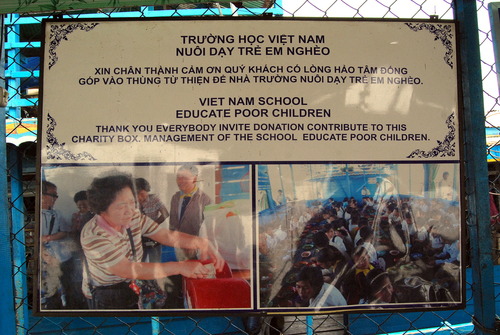 TRƯỜNG HỌC VIỆT NAM
NUÔI DẠY TRẺ EM NGHÈO
XIN CHÂN THÀNH CẢM ƠN QUÝ KHÁCH CÓ LÒNG HẢO TÂM ĐÓNG
GÓP VÀO THÙNG TỪ THIỆN ĐỂ NHÀ TRƯỜNG NUÔI DẠY TRẺ EM NGHÈO.
VIET NAM SCHOOL
EDUCATE POOR CHILDREN
THANK YOU EVERYBODY INVITE DONATION CONTRIBUTE TO THIS
CHARITY BOX. MANAGEMENT OF THE SCHOOL EDUCATE POOR CHILDREN.